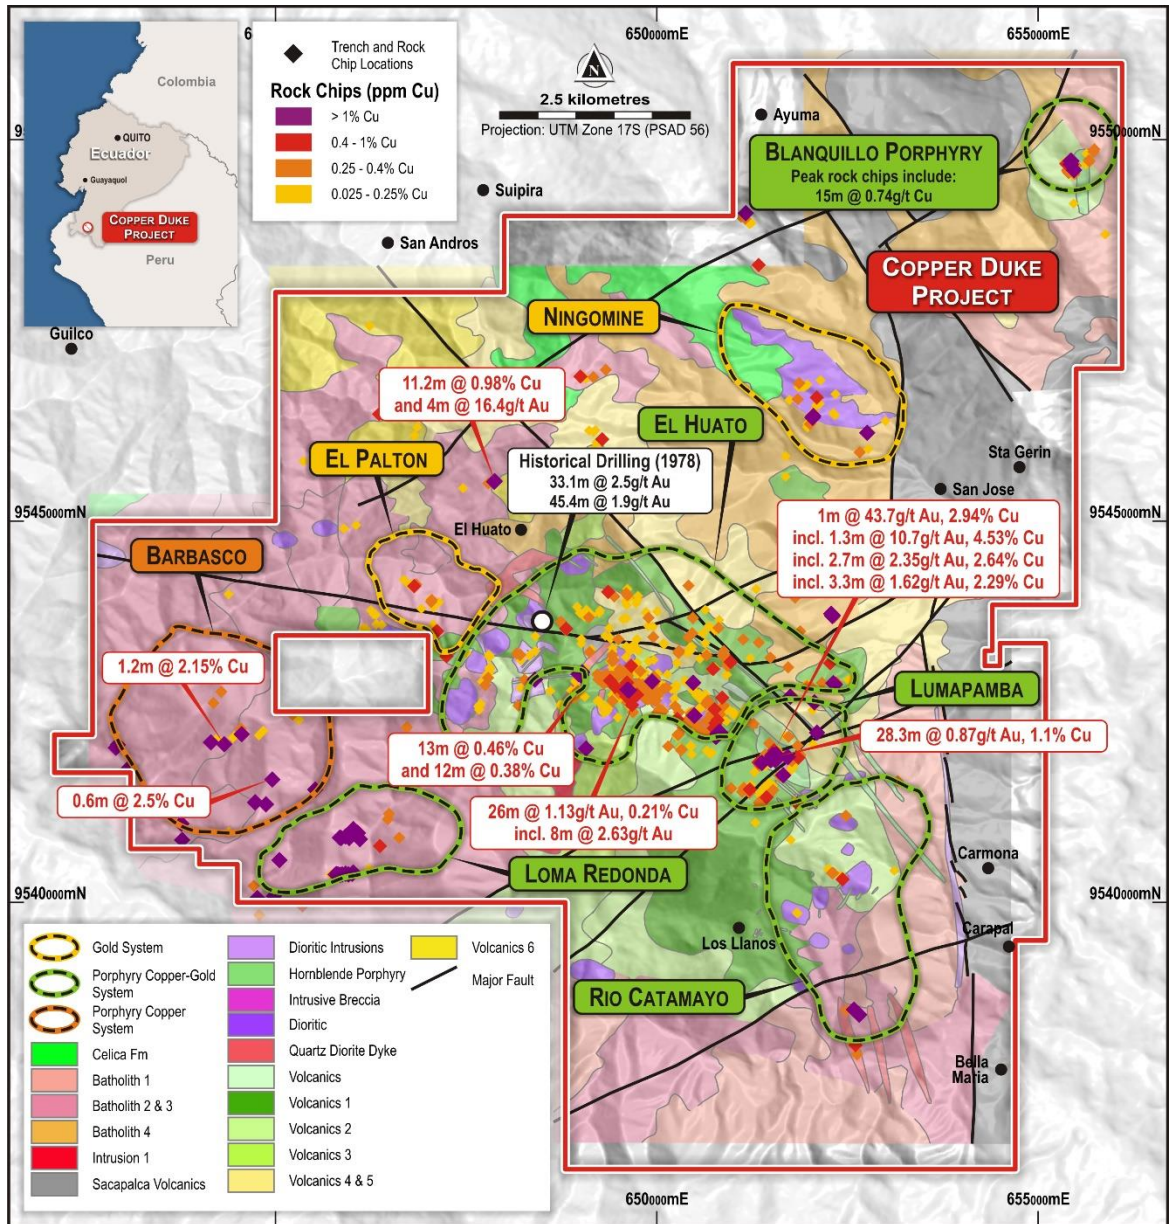 Colombia
QUITO
Ecuador
Guayaquol
COPPER DUKE
PROJECT
Peru
Trench and Rock
Chip Locations
Rock Chips (ppm Cu)
> 1% Cu
0.4 - 1% Cu
0.25 - 0.4% Cu
0.025 - 0.25% Cu
650000mE
655000mE
N
2.5 kilometres
Projection: UTM Zone 17S (PSAD 56)
Ayuma
9550000mN
BLANQUILLO PORPHYRY
Peak rock chips include:
15m @ 0.74g/t Cu
Suipira
San Andros
COPPER DUKE
PROJECT
Guilco
NINGOMINE
11.2m @ 0.98% Cu
and 4m @ 16.4g/t Au
EL HUATO
EL PALTON
Historical Drilling (1978)
33.1m @ 2.5g/t Au
45.4m @ 1.9g/t Au
Sta Gerin
San Jose
9545000mN
9545000mN
El Huato
1m @ 43.7g/t Au, 2.94% Cu
incl. 1.3m @ 10.7g/t Au, 4.53% Cu
incl. 2.7m @ 2.35g/t Au, 2.64% Cu
incl. 3.3m @ 1.62g/t Au, 2.29% Cu
BARBASCO
1.2m @ 2.15% Cu
LUMAPAMBA
28.3m @ 0.87g/t Au, 1.1% Cu
13m @ 0.46% Cu
and 12m @ 0.38% Cu
0.6m @ 2.5% Cu
26m @ 1.13g/t Au, 0.21% Cu
incl. 8m @ 2.63g/t Au
LOMA REDONDA
Carmona
9540000mN
9540000mN
Los Llanos
Carapal
RIO CATAMAYO
Bella
Maria
Gold System
Porphyry Copper-Gold
System
Porphyry Copper
System
Celica Fm
Batholith 1
Batholith 2 & 3
Batholith 4
Intrusion 1
Sacapalca Volcanics
Dioritic Intrusions
Hornblende Porphyry
Intrusive Breccia
Dioritic
Quartz Diorite Dyke
Volcanics
Volcanics 1
Volcanics 2
Volcanics 3
Volcanics 4 & 5
Volcanics 6
Major Fault
650000mE
655000mE